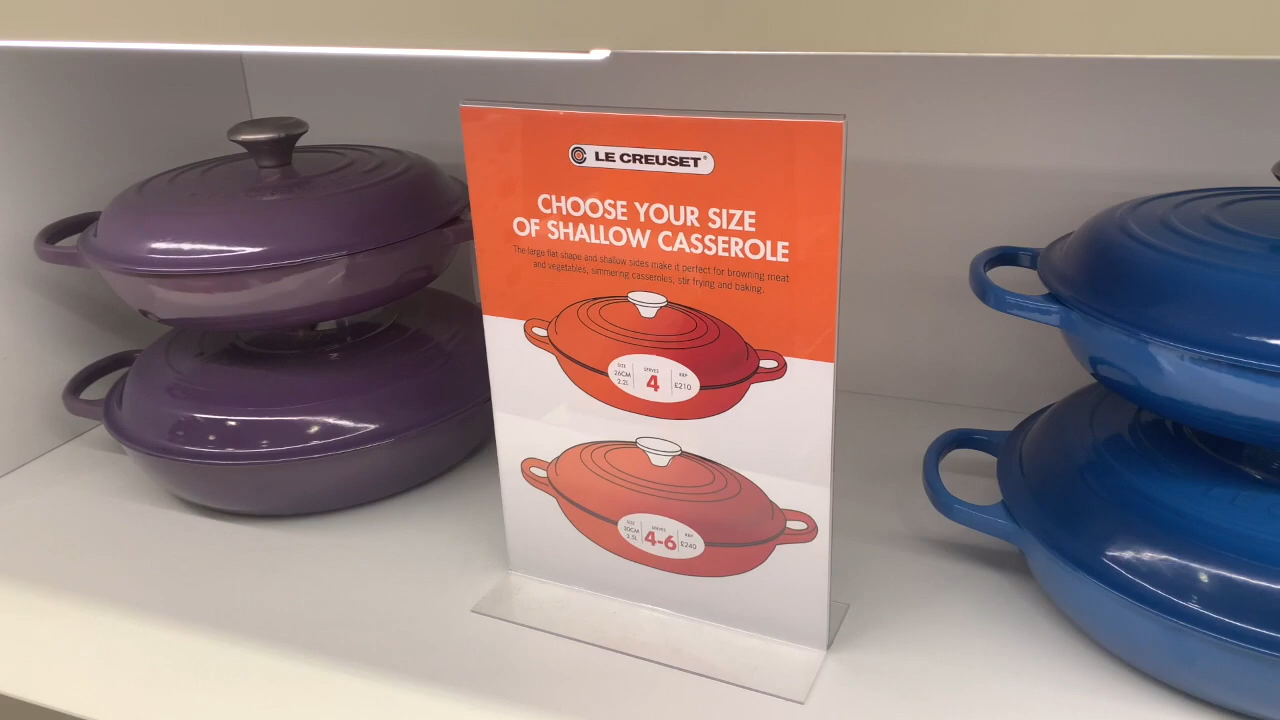 LE CREUSET®
CHOOSE YOUR SIZE
OF SHALLOW CASSEROLE
The large flat shape and shallow sides make it perfect for browning meat
and vegetables, simmering casseroles, stir frying and baking.
SIZE
26CM
2.2L
SERVES
4
RRP
£210
SIZE
30CM
3.5L
SERVES
4-6
RRP
£240